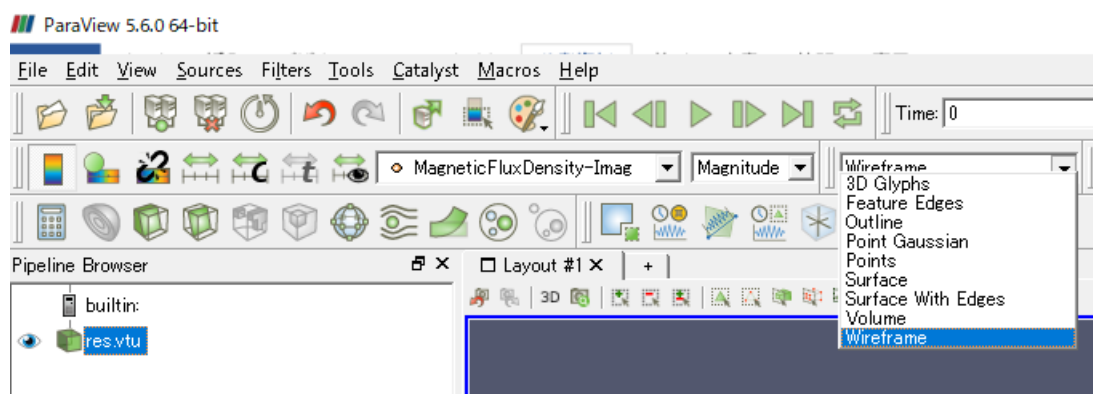 ParaView 5.6.0 64-bit
File Edit View Sources Filters Tools Catalyst Macros Help
Time: 0
MagneticFluxDensity-Imag Magnitude Wireframe
3D Glyphs
Feature Edges
Outline
Point Gaussian
Points
Surface
Surface With Edges
Volume
Wireframe
Pipeline Browser
Layout #1
+
3D
builtin:
res.vtu